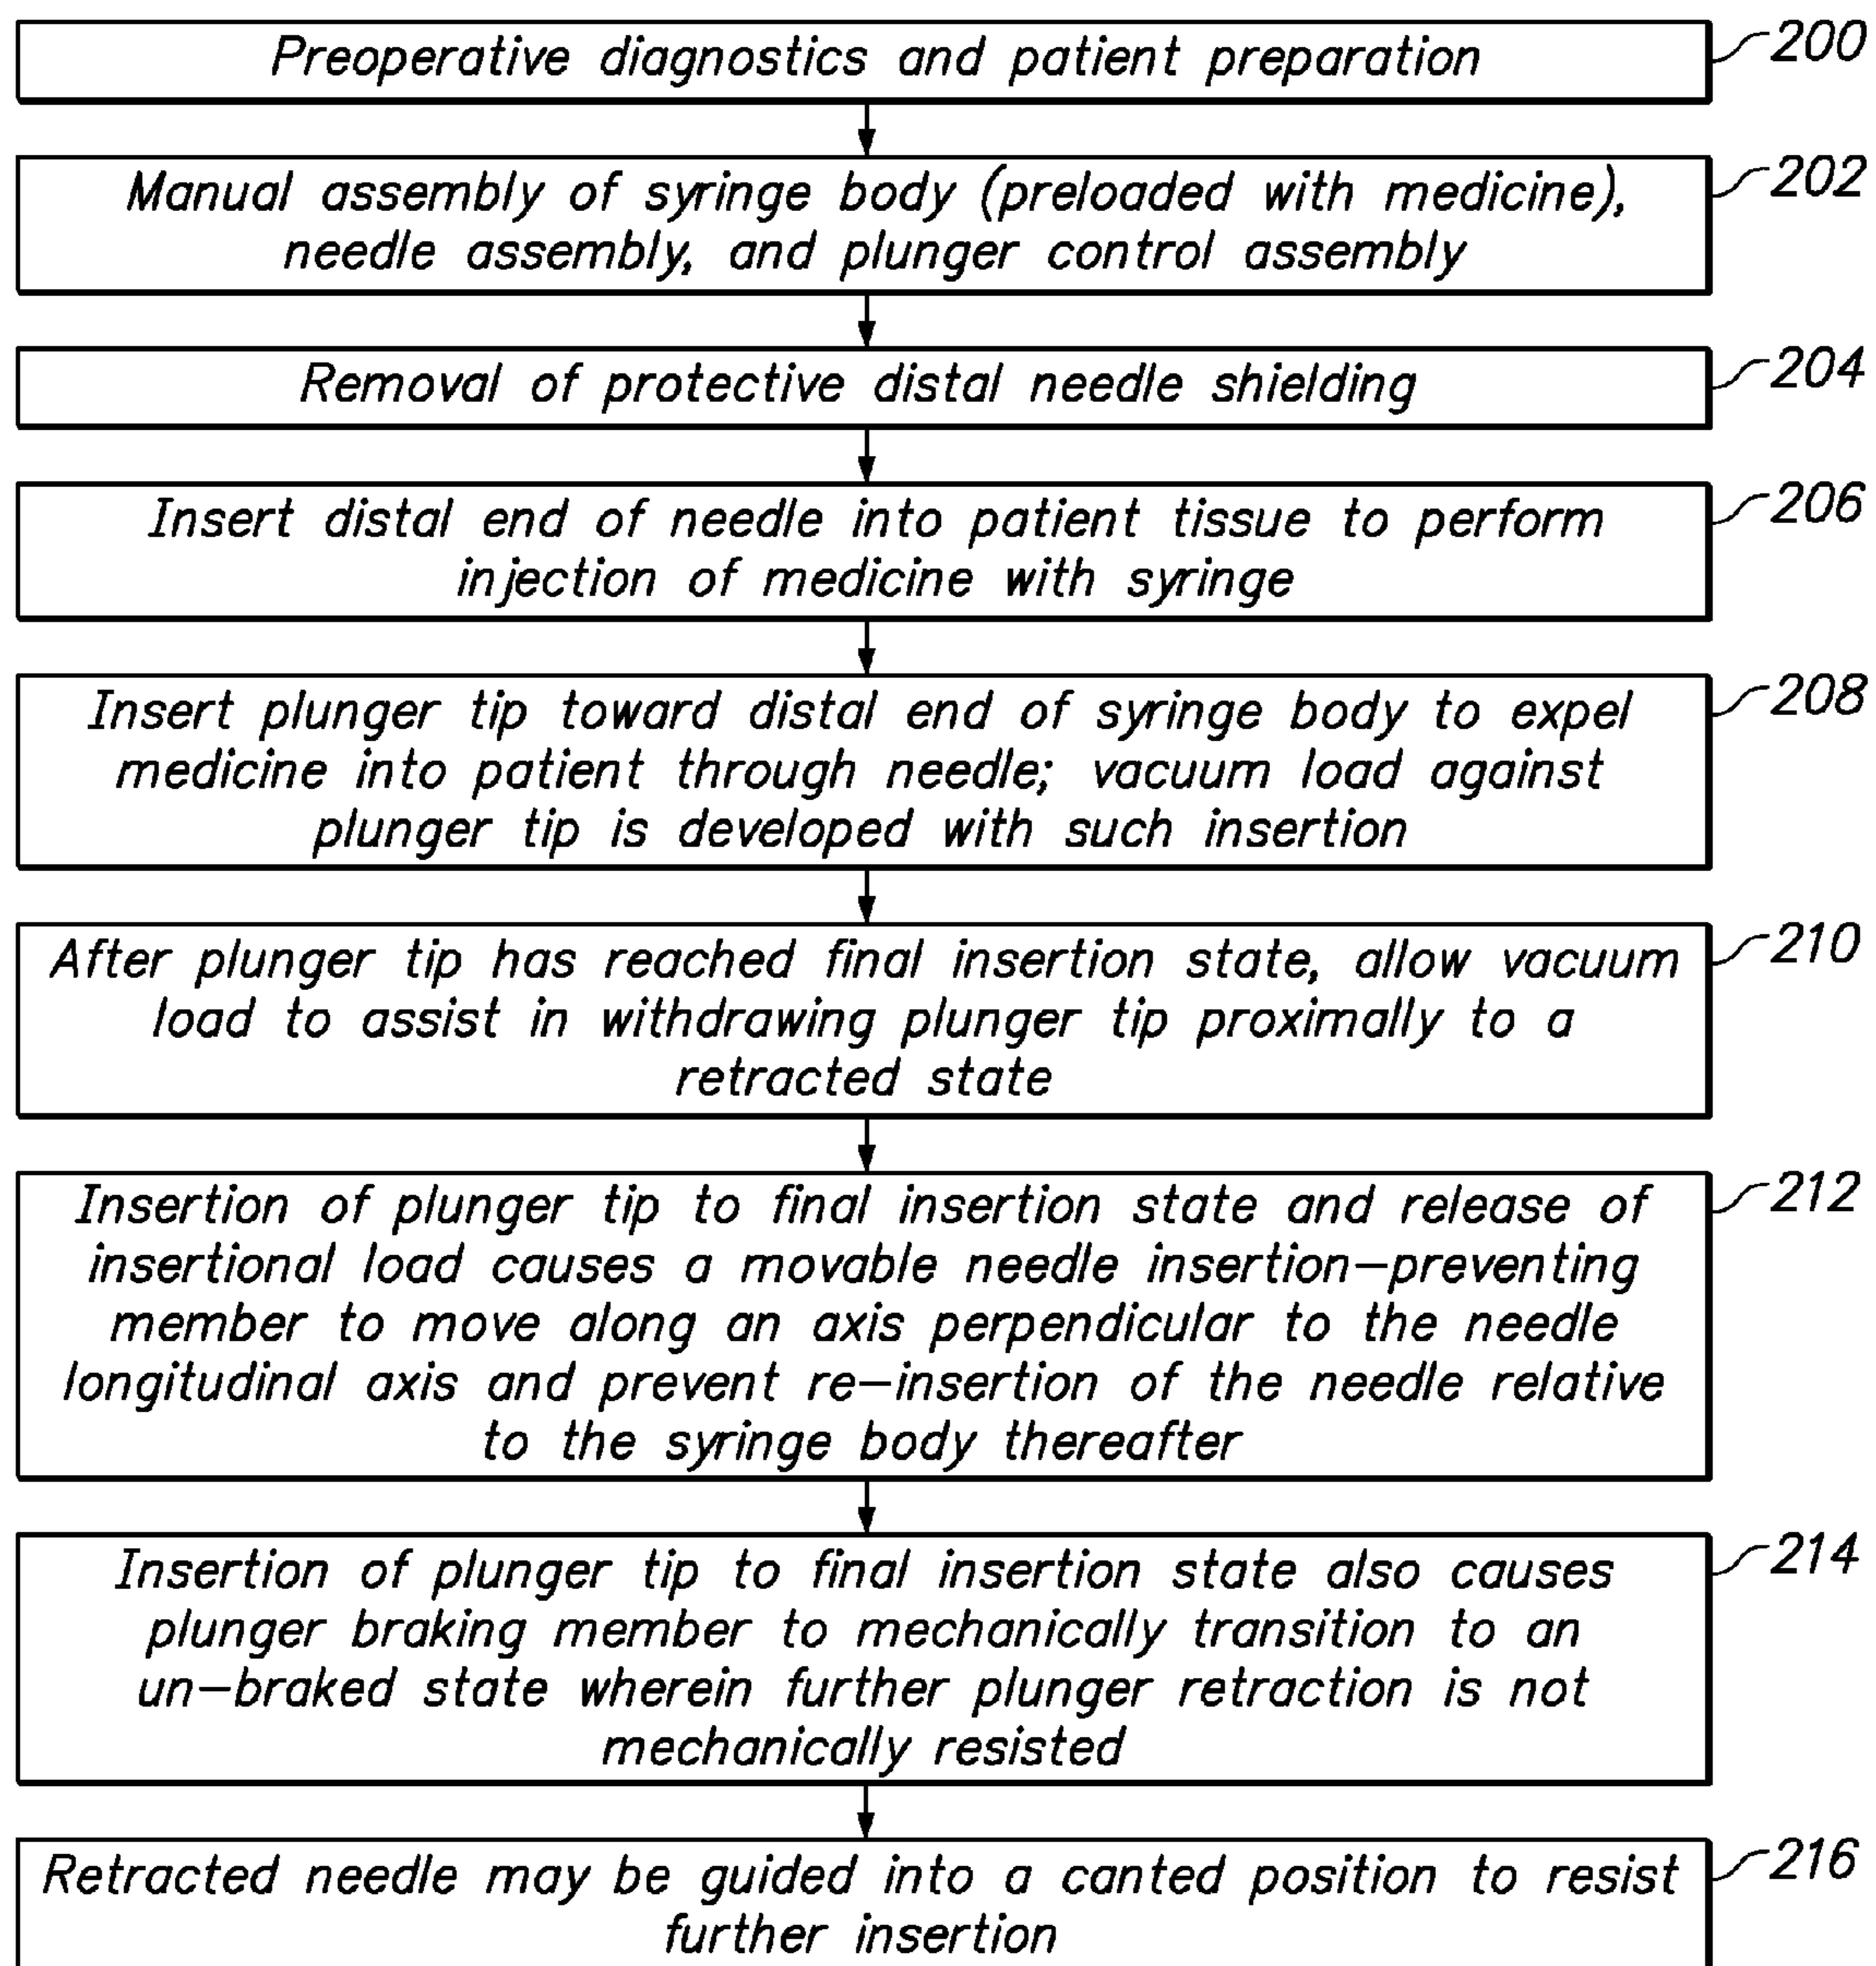 Preoperative diagnostics and patient preparation
200
Manual assembly of syringe body (preloaded with medicine),
needle assembly, and plunger control assembly
202
Removal of protective distal needle shielding
204
Insert distal end of needle into patient tissue to perform
injection of medicine with syringe
206
Insert plunger tip toward distal end of syringe body to expel
medicine into patient through needle; vacuum load against
plunger tip is developed with such insertion
208
After plunger tip has reached final insertion state, allow vacuum
load to assist in withdrawing plunger tip proximally to a
retracted state
210
Insertion of plunger tip to final insertion state and release of
insertional load causes a movable needle insertion-preventing
member to move along an axis perpendicular to the needle
longitudinal axis and prevent re-insertion of the needle relative
to the syringe body thereafter
212
Insertion of plunger tip to final insertion state also causes
plunger braking member to mechanically transition to an
un-braked state wherein further plunger retraction is not
mechanically resisted
214
Retracted needle may be guided into a canted position to resist
further insertion
216